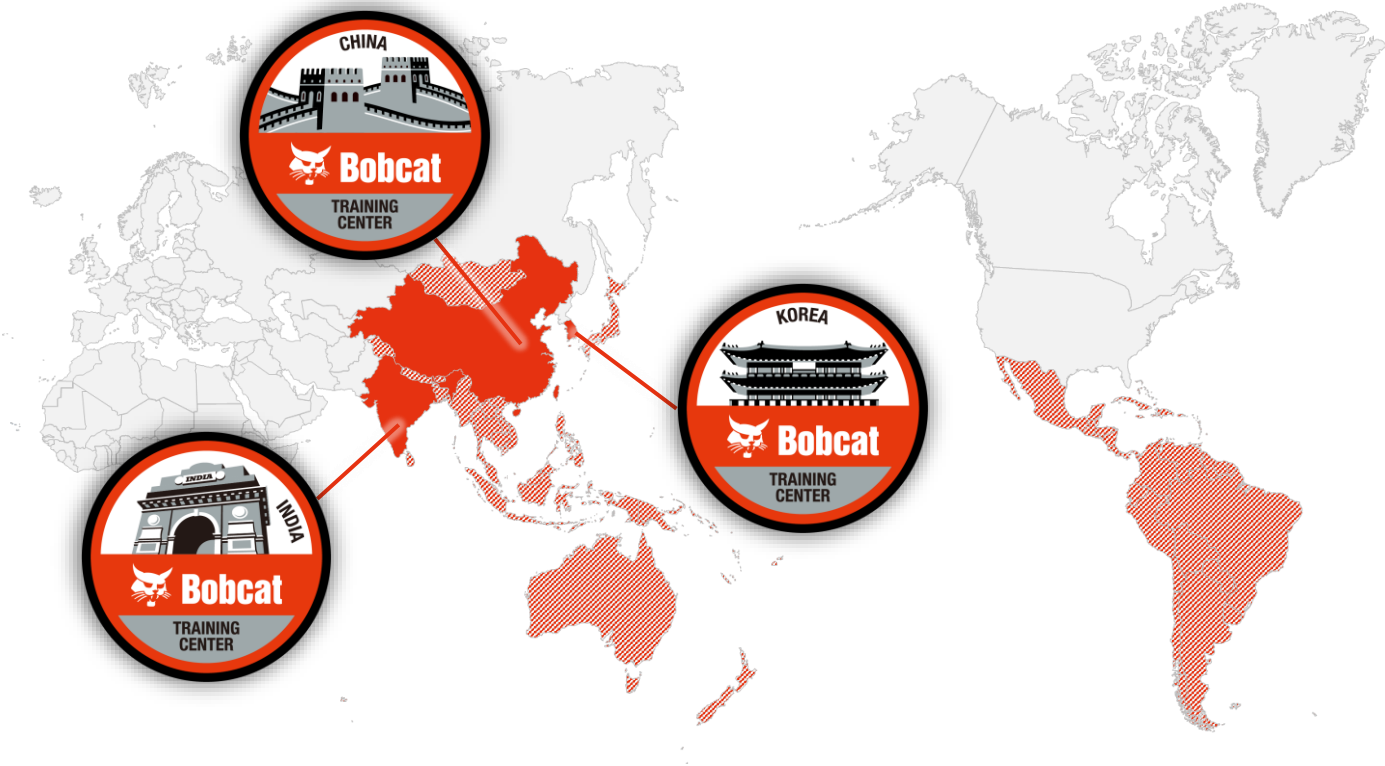 CHINA
Bobcat
TRAINING
CENTER
KOREA
Bobcat
TRAINING
CENTER
INDIA
INDIA
Bobcat
TRAINING
CENTER